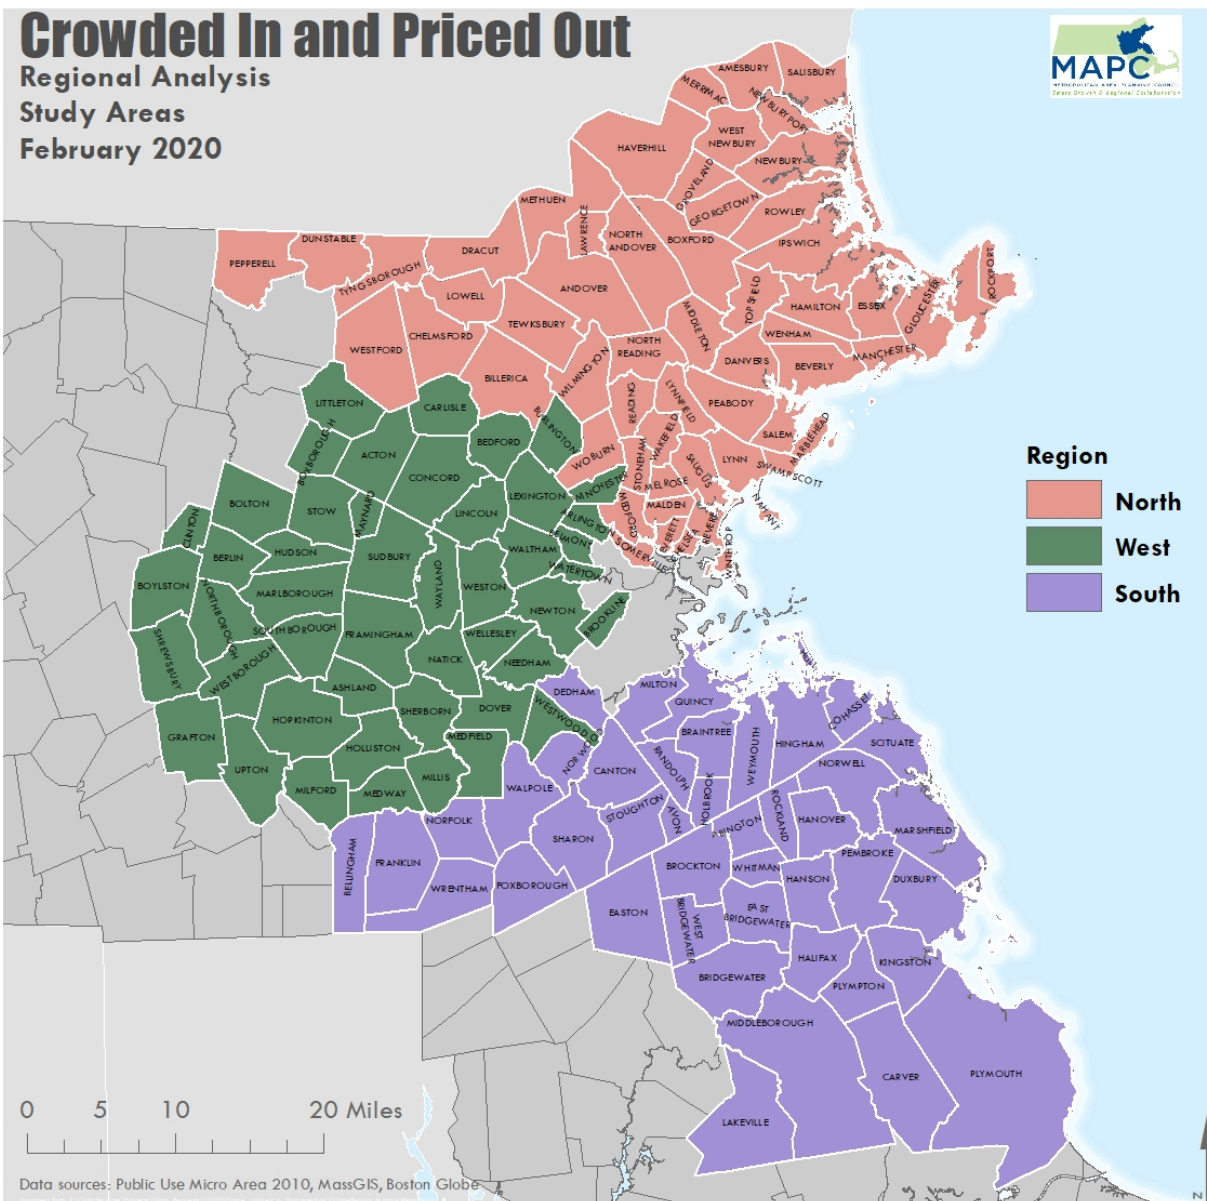 Crowded In and Priced Out
Regional Analysis
Study Areas
February 2020
MAPC
METROPOLITAN AREA PLANNING COUNCIL
Smart Growth & Regional Collaboration
AMESBURY
SALISBURY
MERRIMAC
NEWBURYPORT
WEST
NEWBURY
HAVERHILL
NEWBURY
GROVELAND
GEORGETOWN
ROWLEY
METHUEN
LAWRENCE
NORTH
ANDOVER
BOXFORD
IPSWICH
DUNSTABLE
PEPPERELL
TYNGSBOROUGH
DRACUT
ROCKPORT
LOWELL
ANDOVER
TOPSFIELD
HAMILTON
ESSEX
GLOUCESTER
CHELMSFORD
TEWKSBURY
MIDDLETON
WENHAM
WESTFORD
NORTH
READING
WILMINGTON
DANVERS
BEVERLY
MANCHESTER
BILLERICA
READING
LYNNFIELD
PEABODY
LITTLETON
CARLISLE
BURLINGTON
WAKEFIELD
SALEM
MARBLEHEAD
BOXBOROUGH
ACTON
BEDFORD
WOBURN
STONEHAM
SAUGUS
LYNN
SWAMPSCOTT
Region
North
West
South
CONCORD
LEXINGTON
WINCHESTER
MELROSE
BOLTON
STOW
MAYNARD
LINCOLN
MEDFORD
MALDEN
NAHANT
CLINTON
ARLINGTON
SOMERVILLE
EVERETT
CHELSEA
REVERE
WINTHROP
BERLIN
HUDSON
SUDBURY
WALTHAM
BELMONT
WATERTOWN
BOYLSTON
MARLBOROUGH
WAYLAND
WESTON
NORTHBOROUGH
NEWTON
BROOKLINE
SHREWSBURY
SOUTHBOROUGH
FRAMINGHAM
WELLESLEY
WESTBOROUGH
NATICK
NEEDHAM
HULL
ASHLAND
DEDHAM
MILTON
QUINCY
COHASSET
HOPKINTON
SHERBORN
DOVER
WESTWOOD
GRAFTON
HOLLISTON
MEDFIELD
NORWOOD
BRAINTREE
WEYMOUTH
HINGHAM
SCITUATE
UPTON
CANTON
RANDOLPH
NORWELL
MILFORD
MEDWAY
MILLIS
WALPOLE
HOLBROOK
NORFOLK
STOUGHTON
AVON
ABINGTON
ROCKLAND
HANOVER
MARSHFIELD
SHARON
BELLINGHAM
FRANKLIN
BROCKTON
WHITMAN
PEMBROKE
HANSON
DUXBURY
WRENTHAM
FOXBOROUGH
EASTON
WEST
BRIDGEWATER
EAST
BRIDGEWATER
HALIFAX
KINGSTON
BRIDGEWATER
PLYMPTON
MIDDLEBOROUGH
CARVER
PLYMOUTH
LAKEVILLE
0 5 10 20 Miles
Data sources: Public Use Micro Area 2010, MassGIS, Boston Globe
Z